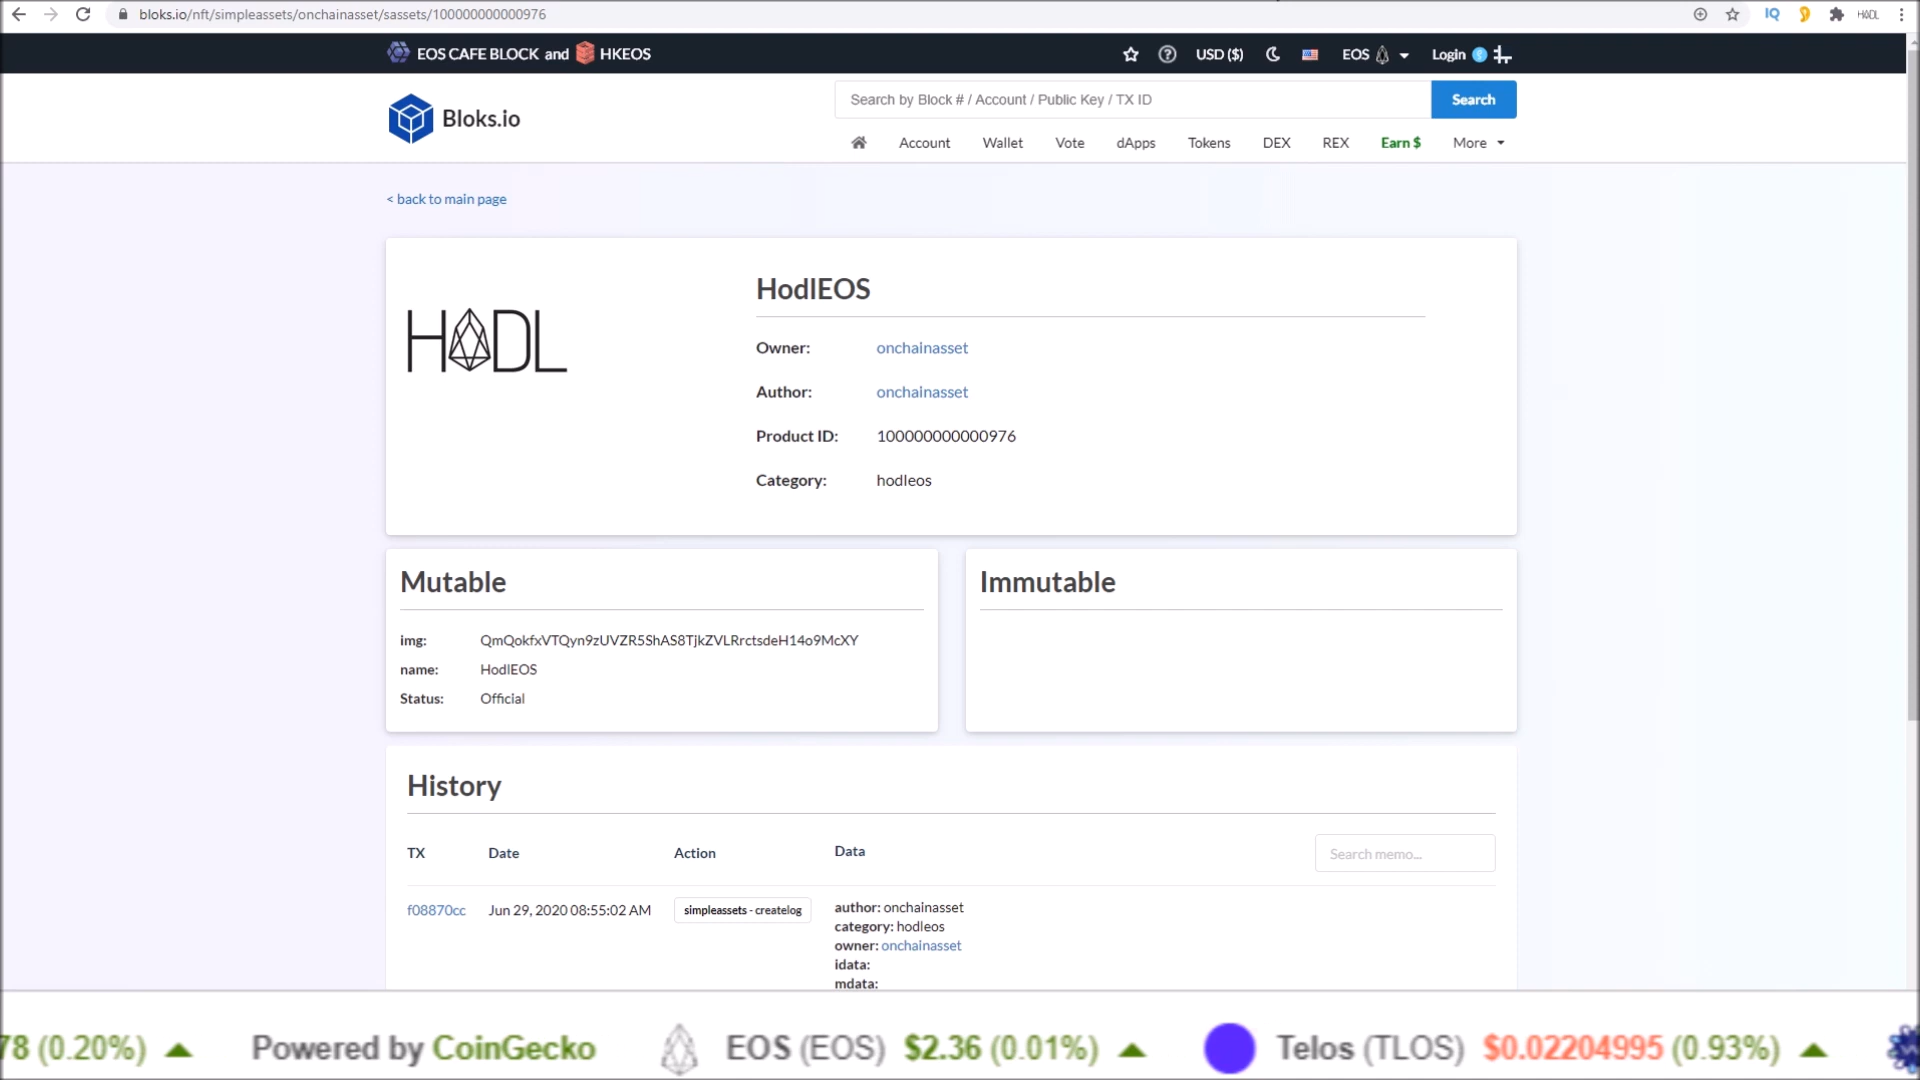 bloks.io/nft/simpleassets/onchainasset/sassets/100000000000976
IQ
HODL
EOS CAFE BLOCK and HKEOS
USD ($)
EOS
Login
Bloks.io
Search by Block # / Account / Public Key / TX ID
Search
Account
Wallet
Vote
dApps
Tokens
DEX
REX
Earn $
More
< back to main page
HODL
HodlEOS
Owner: onchainasset
Author: onchainasset
Product ID: 100000000000976
Category: hodleos
Mutable
img: QmQokfxVTQyn9zUVZR5ShAS8TjkZVLRrctsdeH14o9McXY
name: HodlEOS
Status: Official
Immutable
History
TX Date Action Data
Search memo...
f08870cc Jun 29, 2020 08:55:02 AM simpleassets - createlog
author: onchainasset
category: hodleos
owner: onchainasset
idata:
mdata:
78 (0.20%) Powered by CoinGecko EOS (EOS) $2.36 (0.01%) Telos (TLOS) $0.02204995 (0.93%)